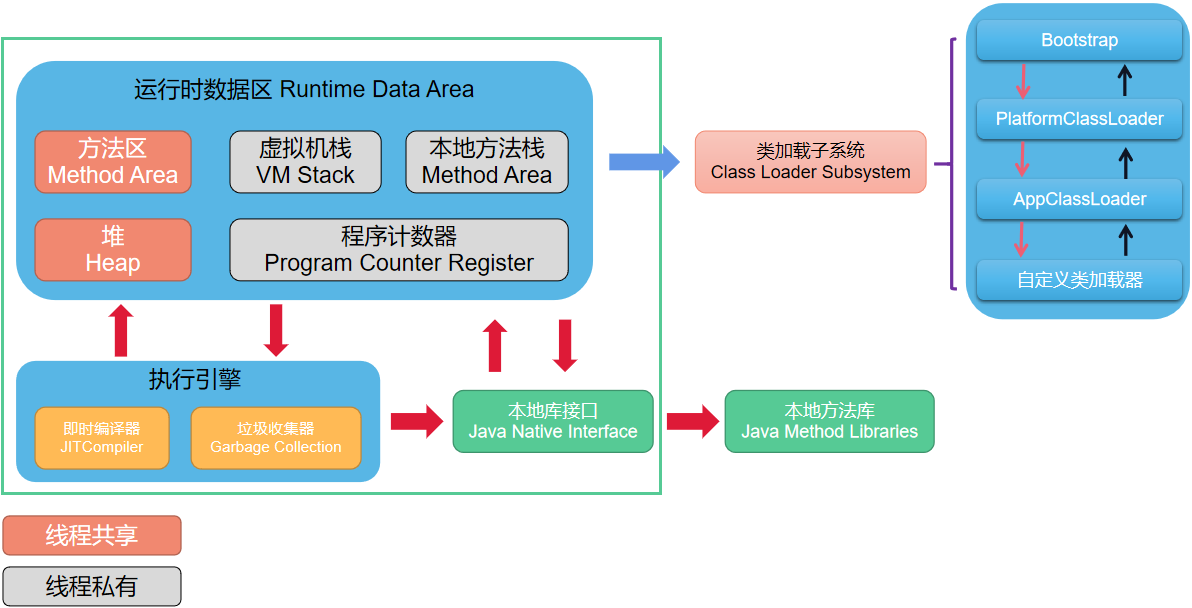 运行时数据区 Runtime Data Area
方法区
Method Area
虚拟机栈
VM Stack
本地方法栈
Method Area
堆
Heap
程序计数器
Program Counter Register
类加载子系统
Class Loader Subsystem
Bootstrap
PlatformClassLoader
AppClassLoader
自定义类加载器
执行引擎
即时编译器
JITCompiler
垃圾收集器
Garbage Collection
本地库接口
Java Native Interface
本地方法库
Java Method Libraries
线程共享
线程私有